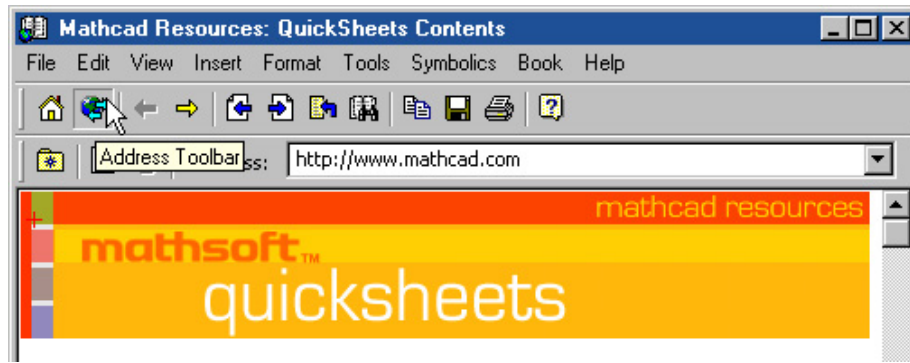 Mathcad Resources: QuickSheets Contents
File Edit View Insert Format Tools Symbolics Book Help
Address Toolbar ss: http://www.mathcad.com
mathcad resources
mathsoft™
quicksheets